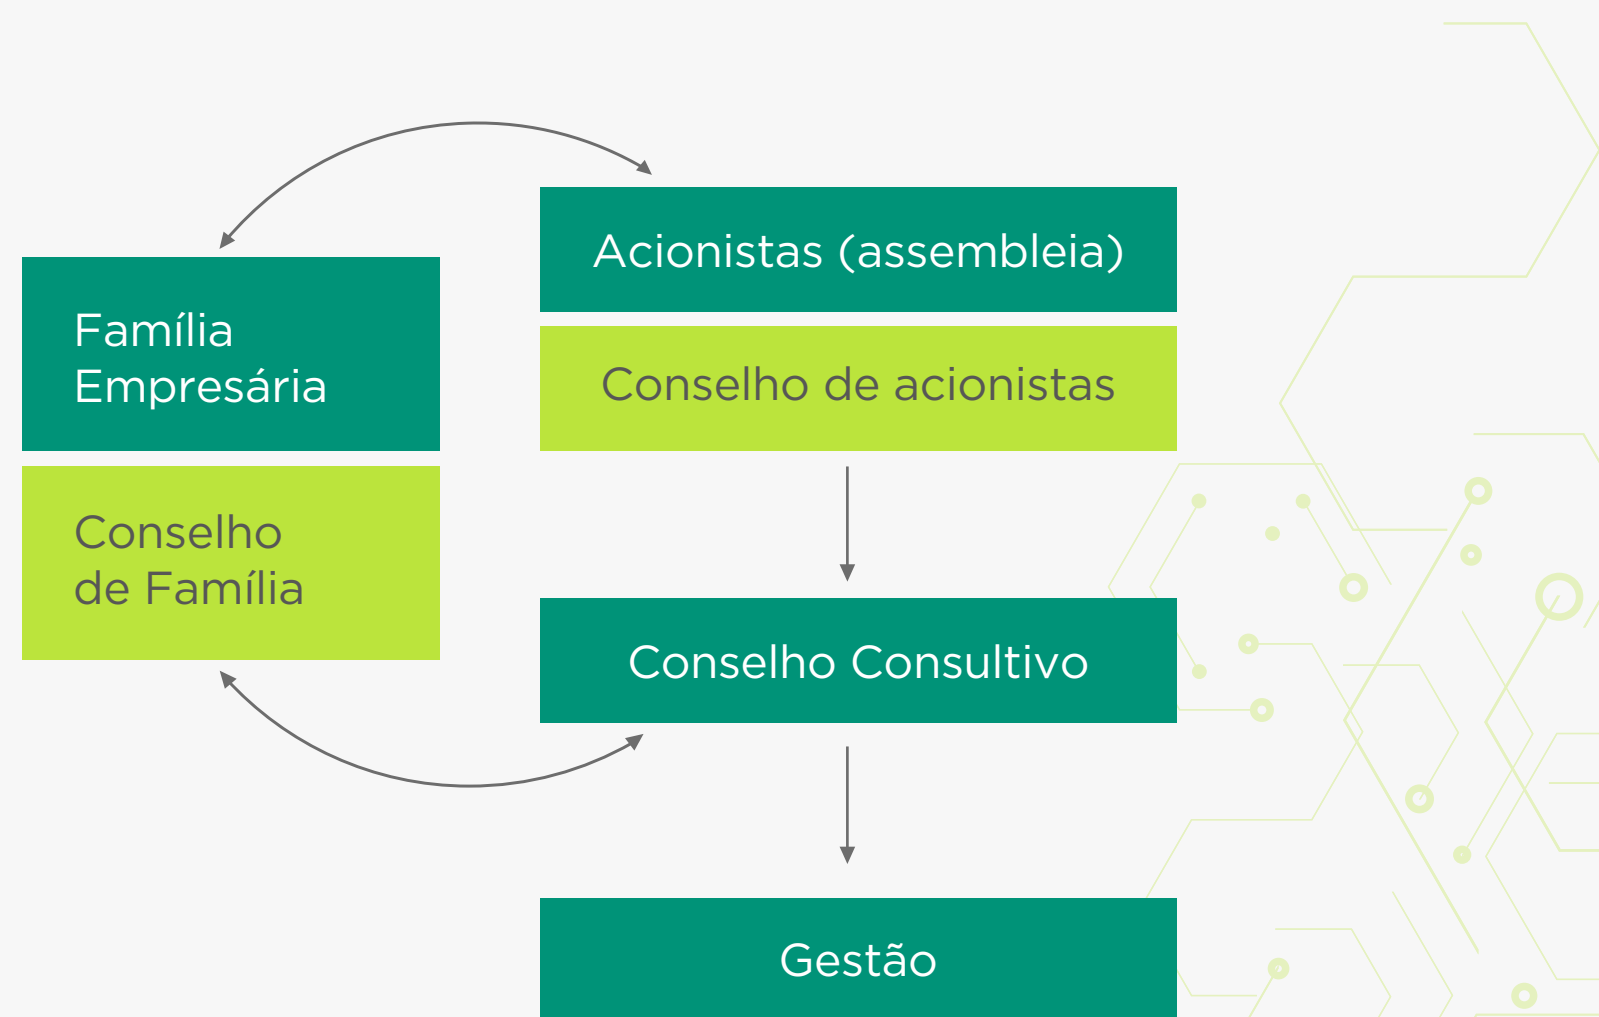 Acionistas (assembleia)
Conselho de acionistas
Família
Empresária
Conselho
de Família
Conselho Consultivo
Gestão